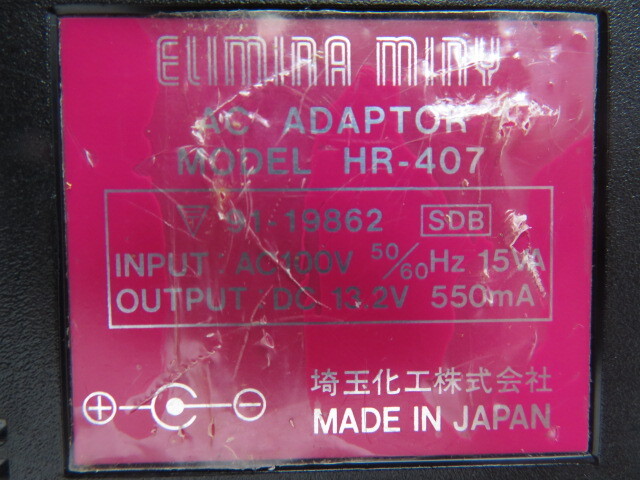 ELIMINA MINY
AC ADAPTOR
MODEL HR-407
91-19862 SDB
INPUT : AC100V 50/60Hz 15VA
OUTPUT : DC 13.2V 550mA
埼玉化工株式会社
MADE IN JAPAN